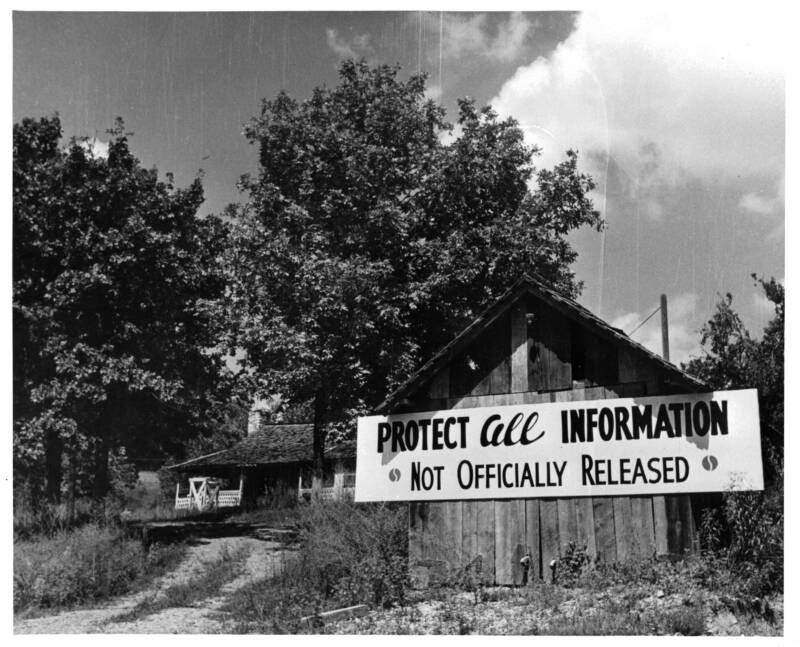 PROTECT all INFORMATION
NOT OFFICIALLY RELEASED